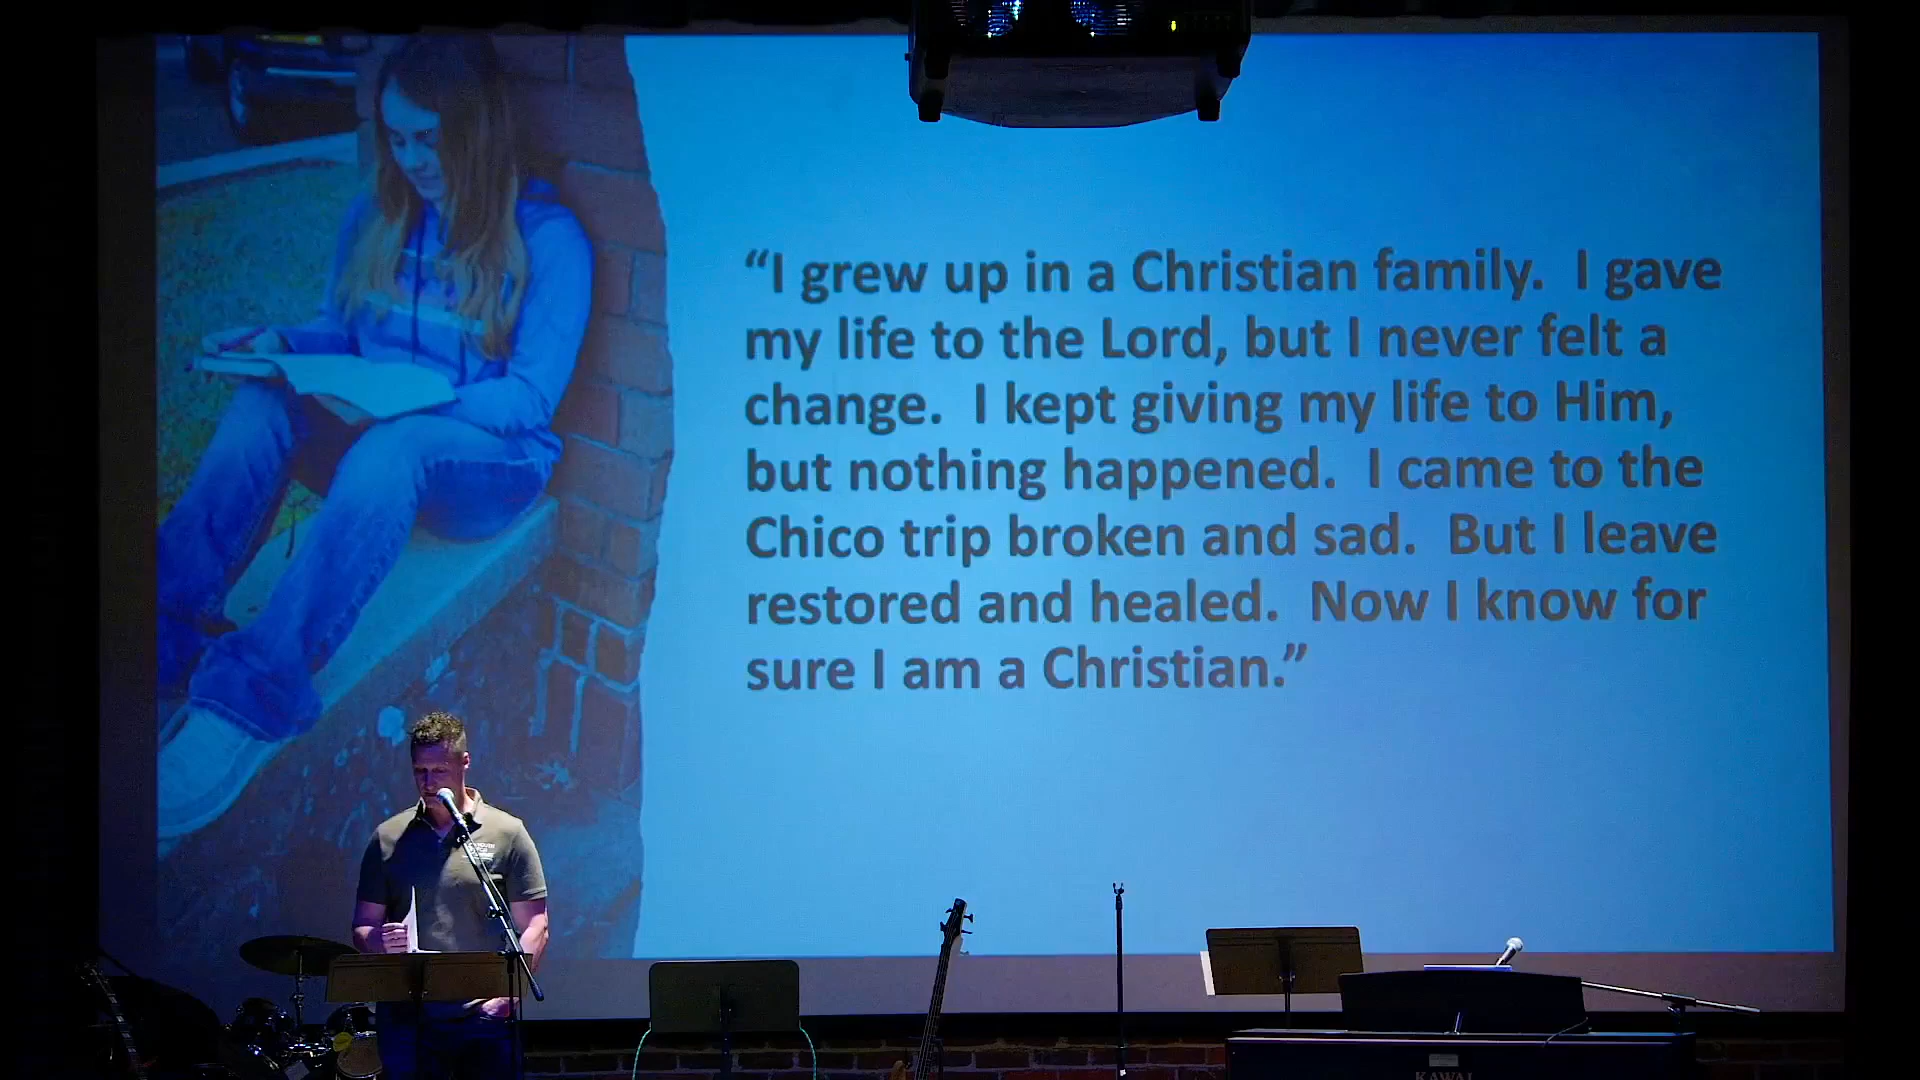 “I grew up in a Christian family.  I gave
my life to the Lord, but I never felt a
change.  I kept giving my life to Him,
but nothing happened.  I came to the
Chico trip broken and sad.  But I leave
restored and healed.  Now I know for
sure I am a Christian.”
KAWAI